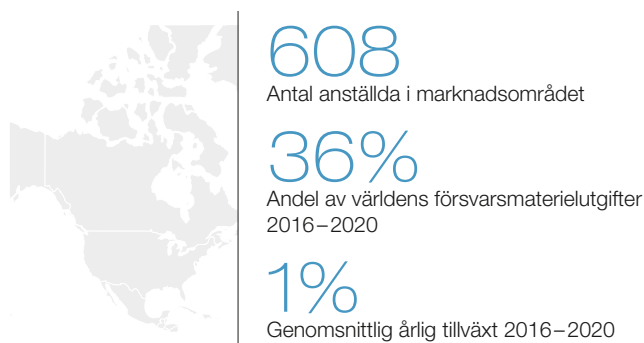 608
Antal anställda i marknadsområdet
36%
Andel av världens försvarsmaterielutgifter
2016–2020
1%
Genomsnittlig årlig tillväxt 2016–2020